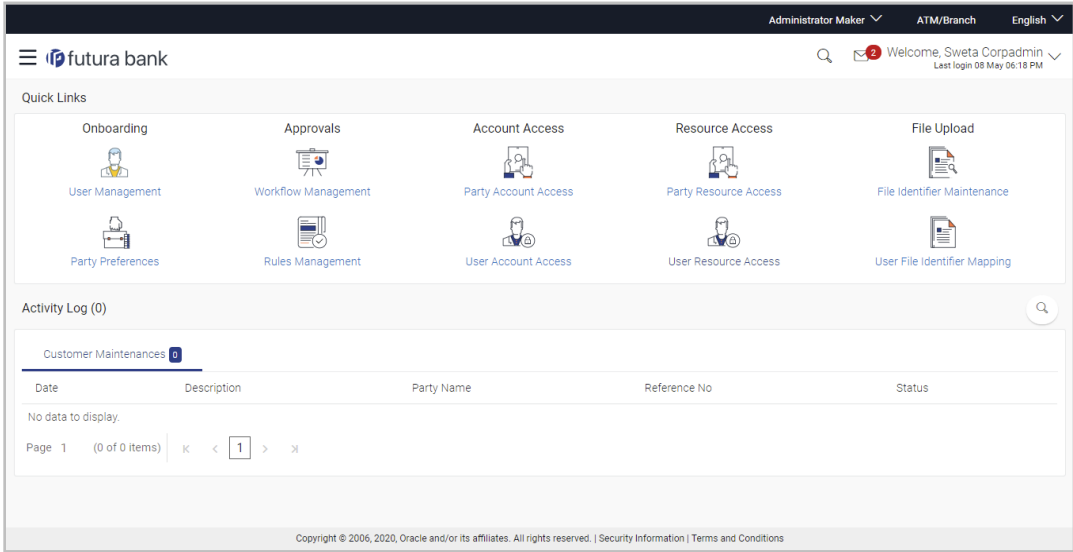 Administrator Maker ATM/Branch English
futura bank 2 Welcome, Sweta Corpadmin
Last login 08 May 06:18 PM
Quick Links
Onboarding Approvals Account Access Resource Access File Upload
User Management Workflow Management Party Account Access Party Resource Access File Identifier Maintenance
Party Preferences Rules Management User Account Access User Resource Access User File Identifier Mapping
Activity Log (0)
Customer Maintenances 0
Date Description Party Name Reference No Status
No data to display.
Page 1 (0 of 0 items) 1
Copyright © 2006, 2020, Oracle and/or its affiliates. All rights reserved. | Security Information | Terms and Conditions